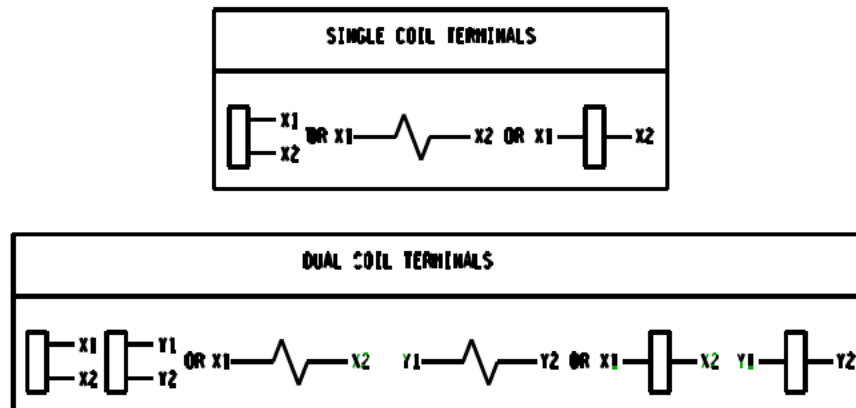 SINGLE COIL TERMINALS
X1
X2
OR X1 X2 OR X1 X2
DUAL COIL TERMINALS
X1 Y1
X2 Y2
OR X1 X2 Y1 Y2 OR X1 X2 Y1 Y2